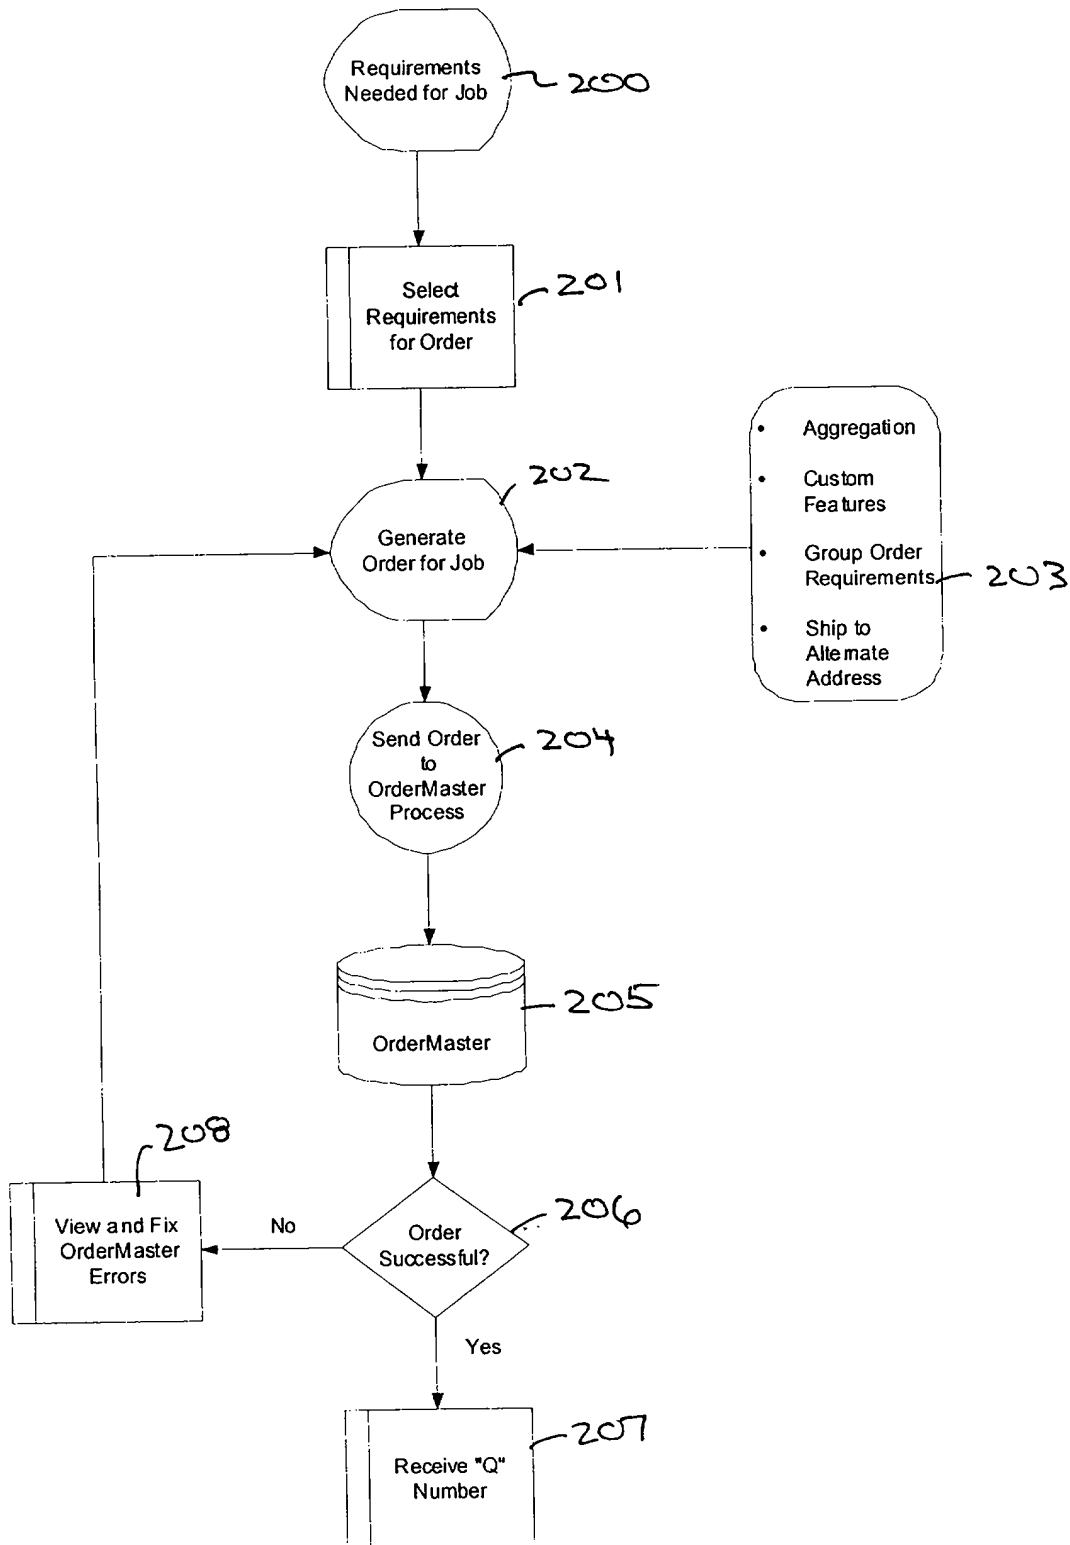 Requirements
Needed for Job
200
Select
Requirements
for Order
201
Generate
Order for Job
202
• Aggregation
• Custom
Features
• Group Order
Requirements
• Ship to
Alternate
Address
203
Send Order
to
OrderMaster
Process
204
OrderMaster
205
Order
Successful?
206
No
View and Fix
OrderMaster
Errors
208
Yes
Receive "Q"
Number
207